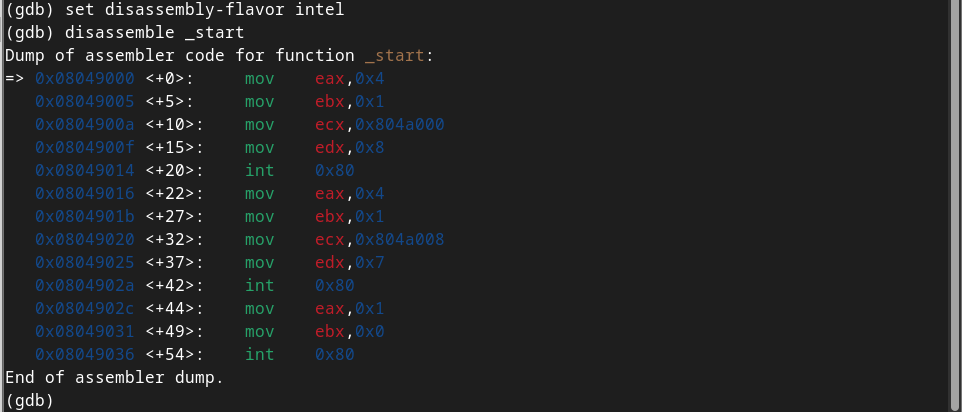 (gdb) set disassembly-flavor intel
(gdb) disassemble _start
Dump of assembler code for function _start:
=> 0x08049000 <+0>:     mov    eax,0x4
   0x08049005 <+5>:     mov    ebx,0x1
   0x0804900a <+10>:    mov    ecx,0x804a000
   0x0804900f <+15>:    mov    edx,0x8
   0x08049014 <+20>:    int    0x80
   0x08049016 <+22>:    mov    eax,0x4
   0x0804901b <+27>:    mov    ebx,0x1
   0x08049020 <+32>:    mov    ecx,0x804a008
   0x08049025 <+37>:    mov    edx,0x7
   0x0804902a <+42>:    int    0x80
   0x0804902c <+44>:    mov    eax,0x1
   0x08049031 <+49>:    mov    ebx,0x0
   0x08049036 <+54>:    int    0x80
End of assembler dump.
(gdb)